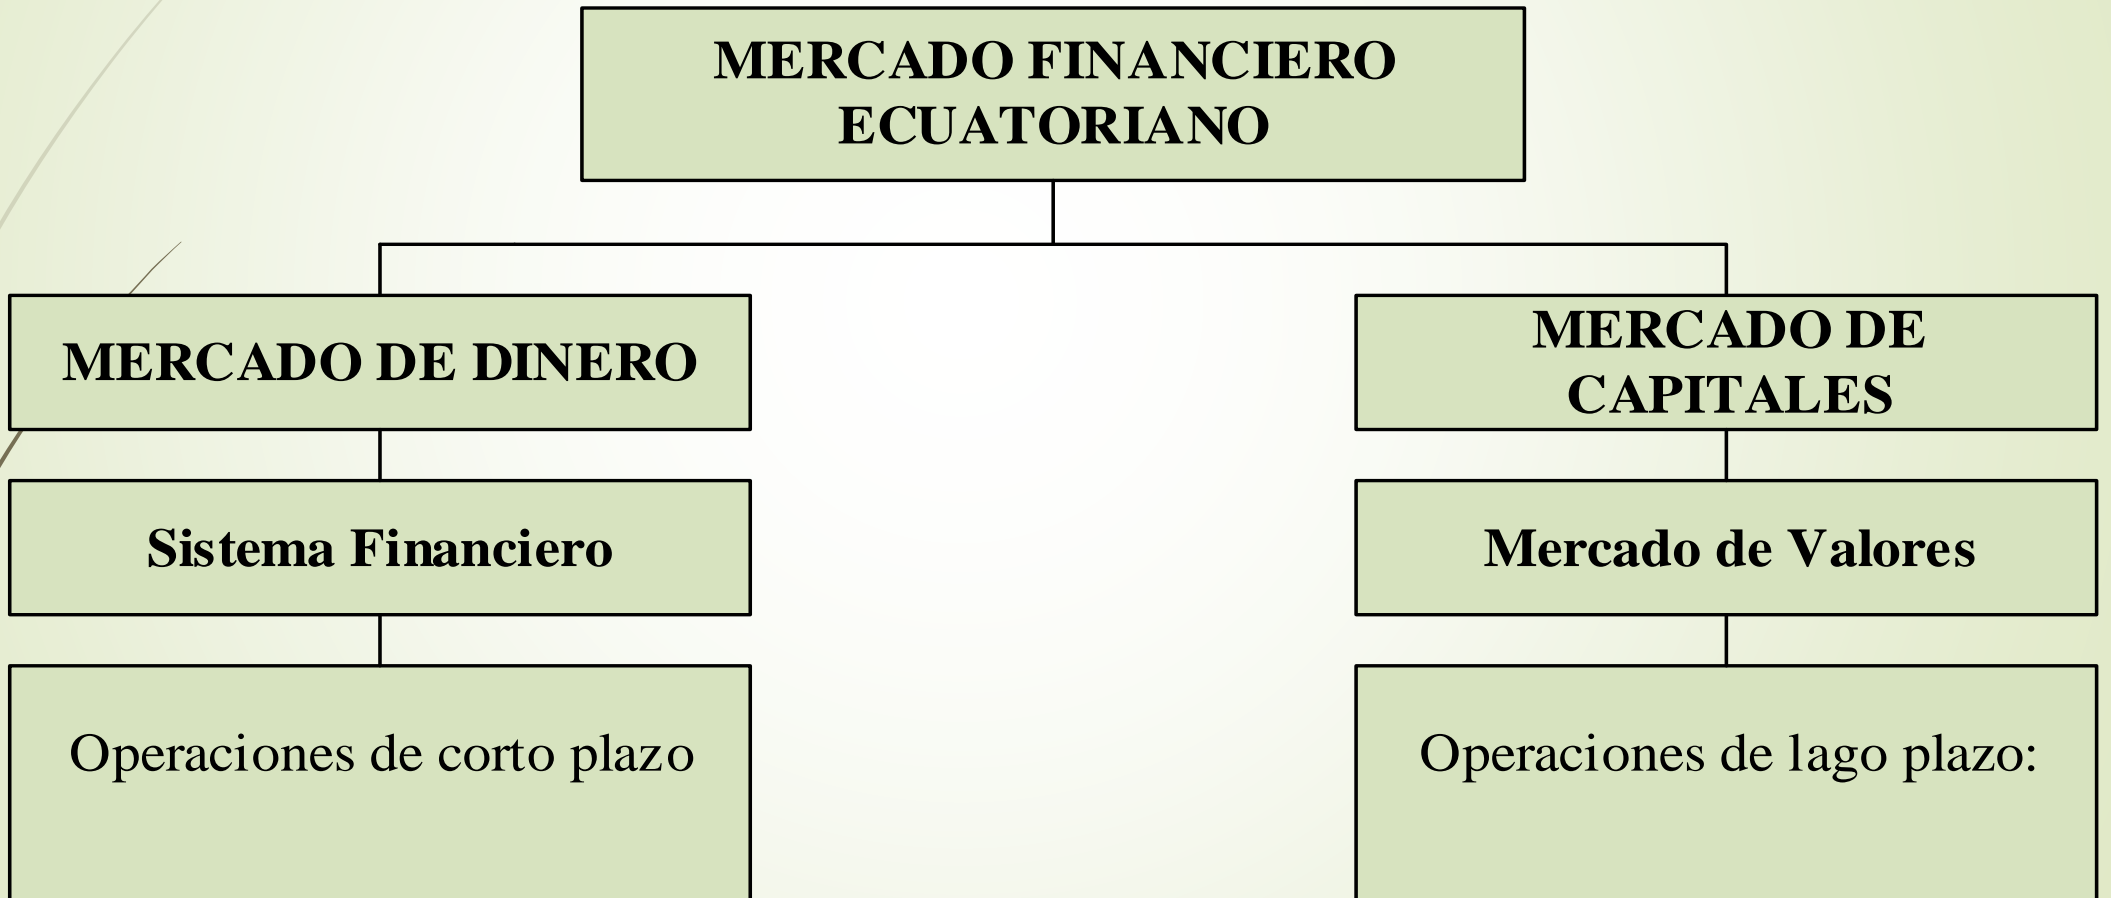 MERCADO FINANCIERO
ECUATORIANO
MERCADO DE DINERO
MERCADO DE
CAPITALES
Sistema Financiero
Mercado de Valores
Operaciones de corto plazo
Operaciones de lago plazo: